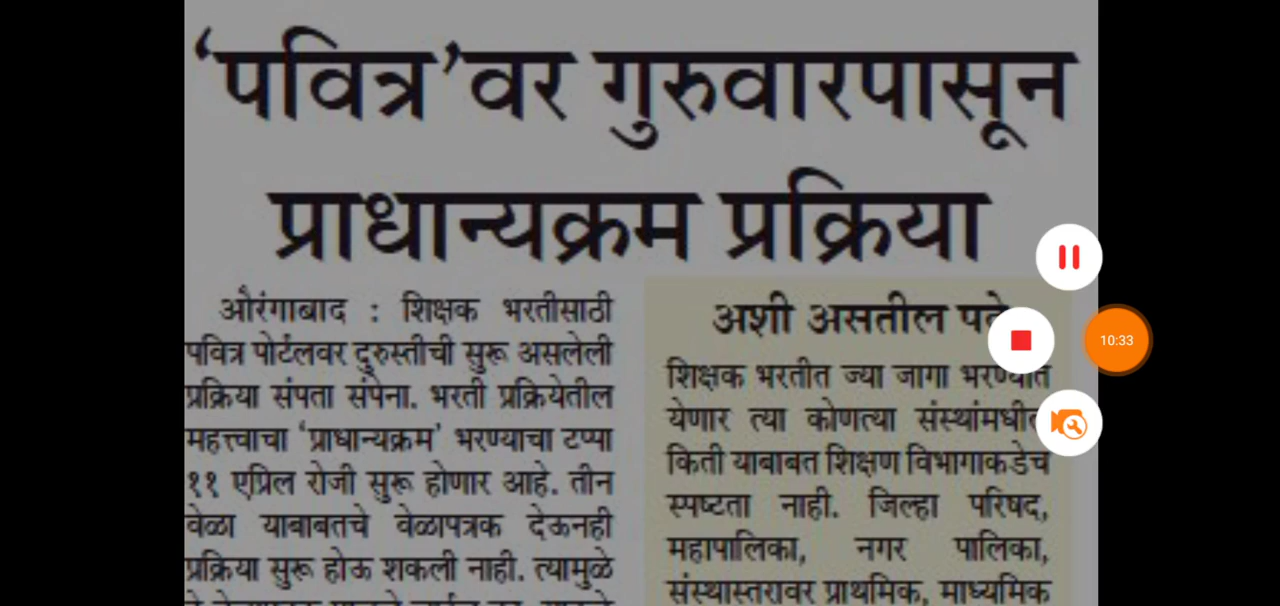 ‘पवित्र’वर गुरुवारपासून
प्राधान्यक्रम प्रक्रिया
औरंगाबाद : शिक्षक भरतीसाठी
पवित्र पोर्टलवर दुरुस्तीची सुरू असलेली
प्रक्रिया संपता संपेना. भरती प्रक्रियेतील
महत्त्वाचा ‘प्राधान्यक्रम’ भरण्याचा टप्पा
११ एप्रिल रोजी सुरू होणार आहे. तीन
वेळा याबाबतचे वेळापत्रक देऊनही
प्रक्रिया सुरू होऊ शकली नाही. त्यामुळे
अशी असतील पदे
शिक्षक भरतीत ज्या जागा भरण्यात
येणार त्या कोणत्या संस्थांमधील
किती याबाबत शिक्षण विभागाकडेच
स्पष्टता नाही. जिल्हा परिषद,
महापालिका, नगर पालिका,
संस्थास्तरावर प्राथमिक, माध्यमिक
10:33